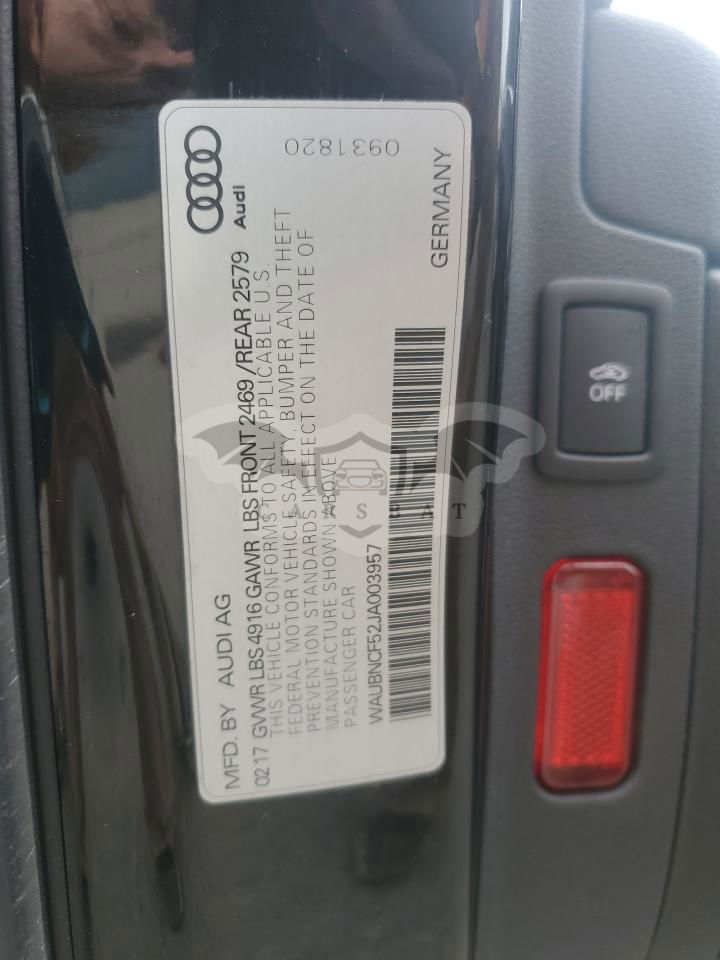 0931820
Audi
MFD. BY AUDI AG
02 17 GVWR LBS 4916 GAWR LBS FRONT 2469 /REAR 2579
THIS VEHICLE CONFORMS TO ALL APPLICABLE U.S.
FEDERAL MOTOR VEHICLE SAFETY, BUMPER AND THEFT
PREVENTION STANDARDS IN EFFECT ON THE DATE OF
MANUFACTURE SHOWN ABOVE
PASSENGER CAR
WAUBNCF52JA003957
GERMANY
OFF